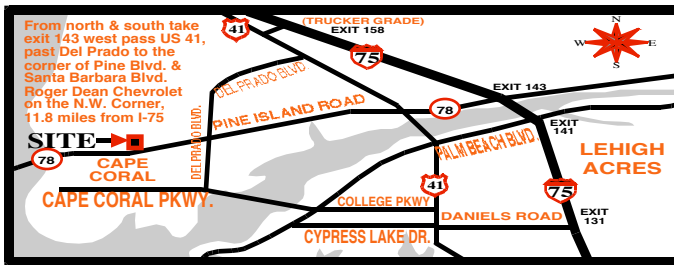 From north & south take
exit 143 west pass US 41,
past Del Prado to the
corner of Pine Blvd. &
Santa Barbara Blvd.
Roger Dean Chevrolet
on the N.W. Corner,
11.8 miles from I-75
SITE
78
CAPE
CORAL
CAPE CORAL PKWY.
DELPRADO BLVD.
DEL PRADO BLVD
PINE ISLAND ROAD
41
(TRUCKER GRADE)
EXIT 158
75
78
EXIT 143
EXIT
141
PALM BEACH BLVD.
LEHIGH
ACRES
41
75
COLLEGE PKWY
DANIELS ROAD
EXIT
131
CYPRESS LAKE DR.
N
W
E
S